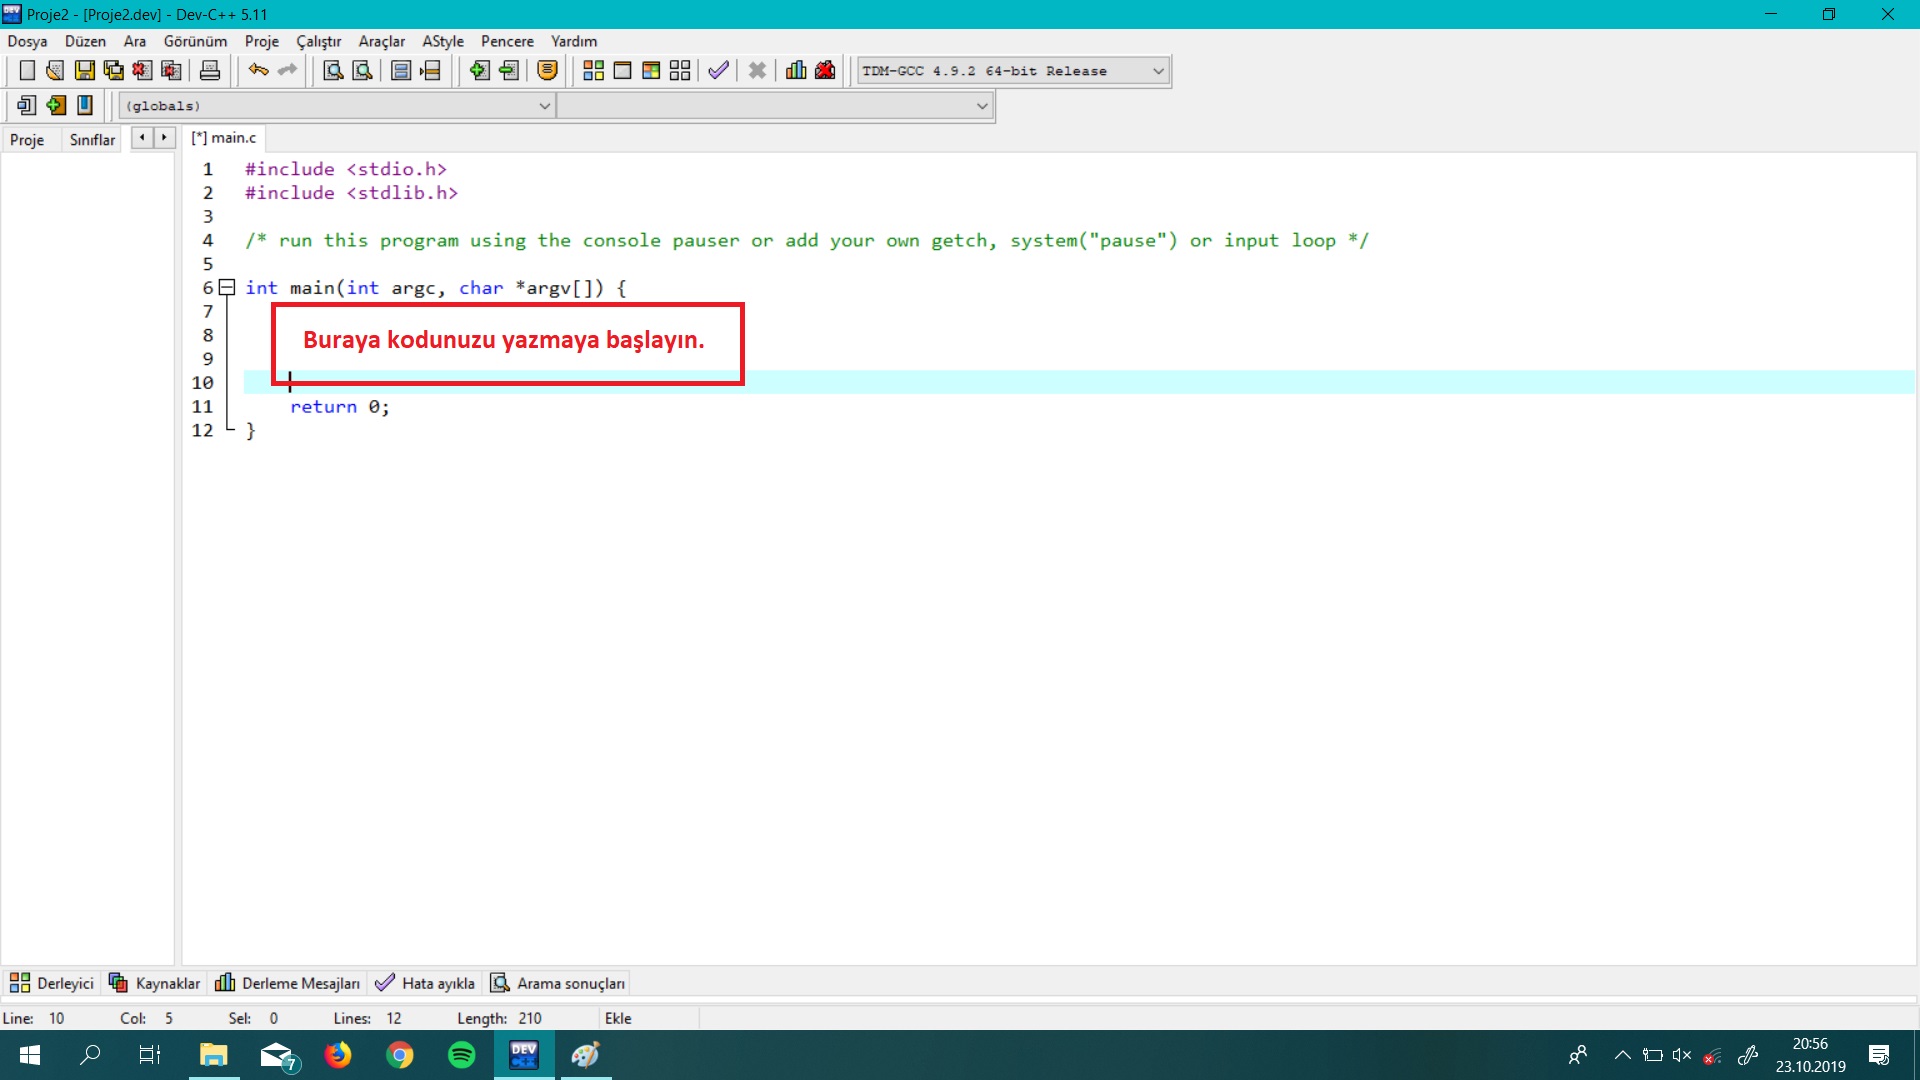 Proje2 - [Proje2.dev] - Dev-C++ 5.11
Dosya Düzen Ara Görünüm Proje Çalıştır Araçlar AStyle Pencere Yardım
TDM-GCC 4.9.2 64-bit Release
(globals)
Proje Sınıflar [*] main.c
1 #include <stdio.h>
2 #include <stdlib.h>
3
4 /* run this program using the console pauser or add your own getch, system("pause") or input loop */
5
6 int main(int argc, char *argv[]) {
7
8 Buraya kodunuzu yazmaya başlayın.
9
10
11 return 0;
12 }
Derleyici Kaynaklar Derleme Mesajları Hata ayıkla Arama sonuçları
Line: 10 Col: 5 Sel: 0 Lines: 12 Length: 210 Ekle
7 DEV C++ 20:56
23.10.2019